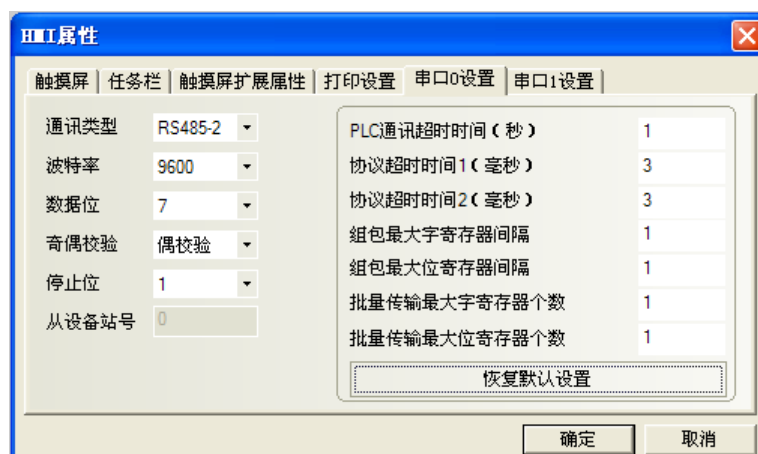 HMI属性
触摸屏 任务栏 触摸屏扩展属性 打印设置 串口0设置 串口1设置
通讯类型 RS485-2
波特率 9600
数据位 7
奇偶校验 偶校验
停止位 1
从设备站号 0
PLC通讯超时时间(秒) 1
协议超时时间1(毫秒) 3
协议超时时间2(毫秒) 3
组包最大字寄存器间隔 1
组包最大位寄存器间隔 1
批量传输最大字寄存器个数 1
批量传输最大位寄存器个数 1
恢复默认设置
确定 取消